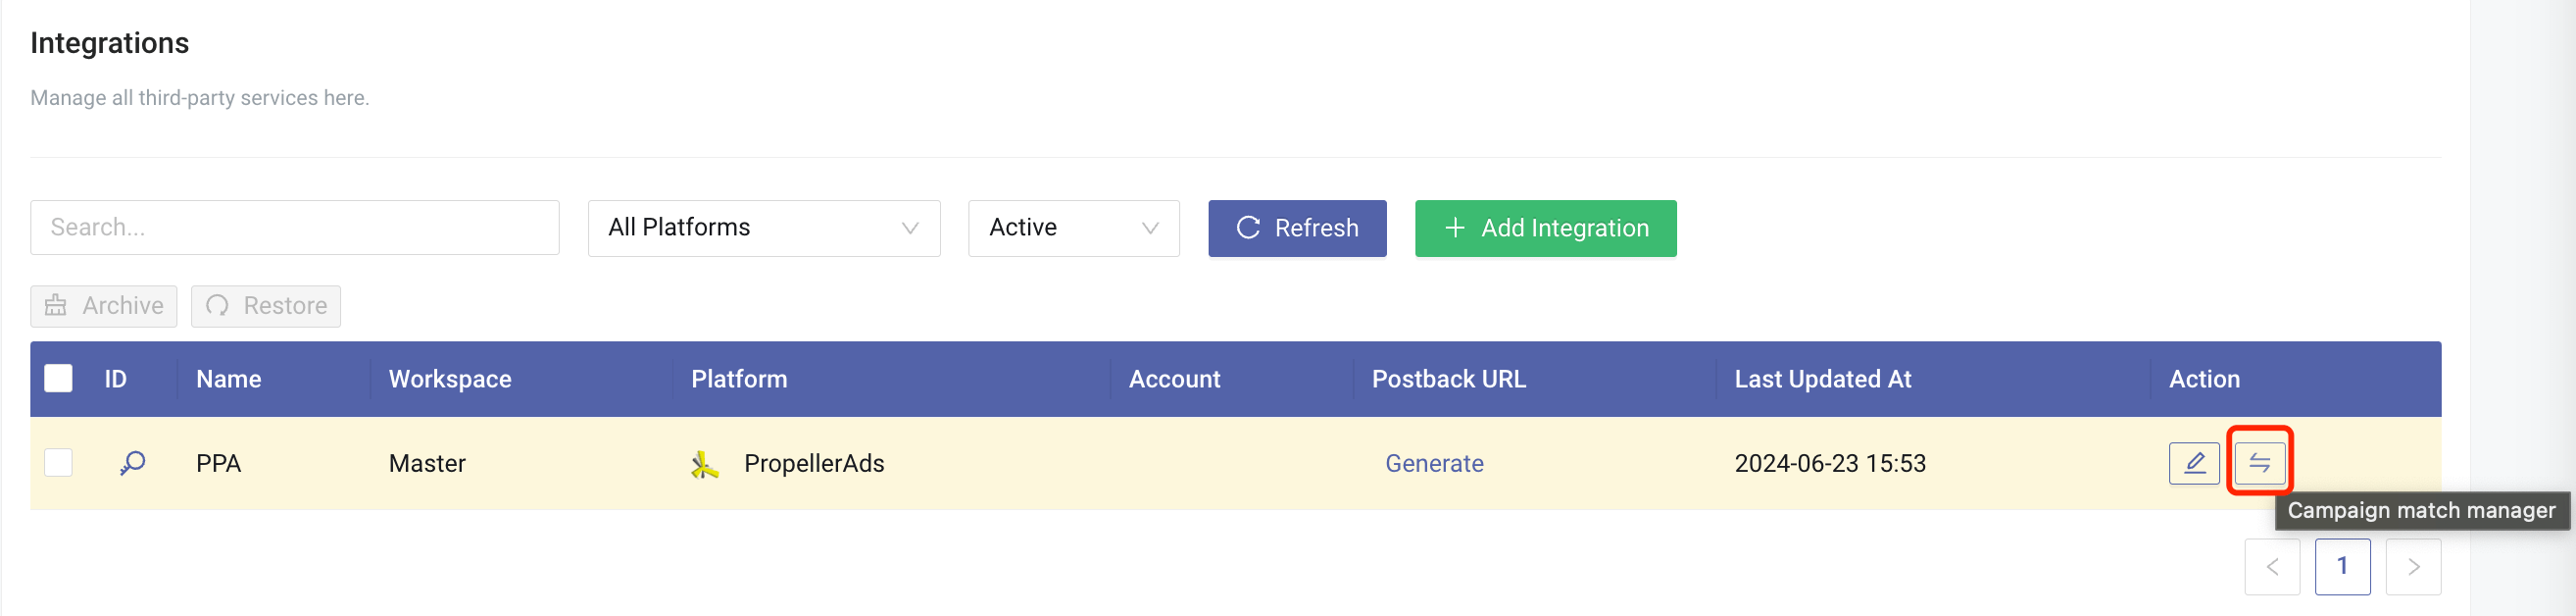 Integrations
Manage all third-party services here.
Search...
All Platforms
Active
Refresh
Add Integration
Archive
Restore
ID Name Workspace Platform Account Postback URL Last Updated At Action
PPA Master PropellerAds Generate 2024-06-23 15:53
Campaign match manager
1